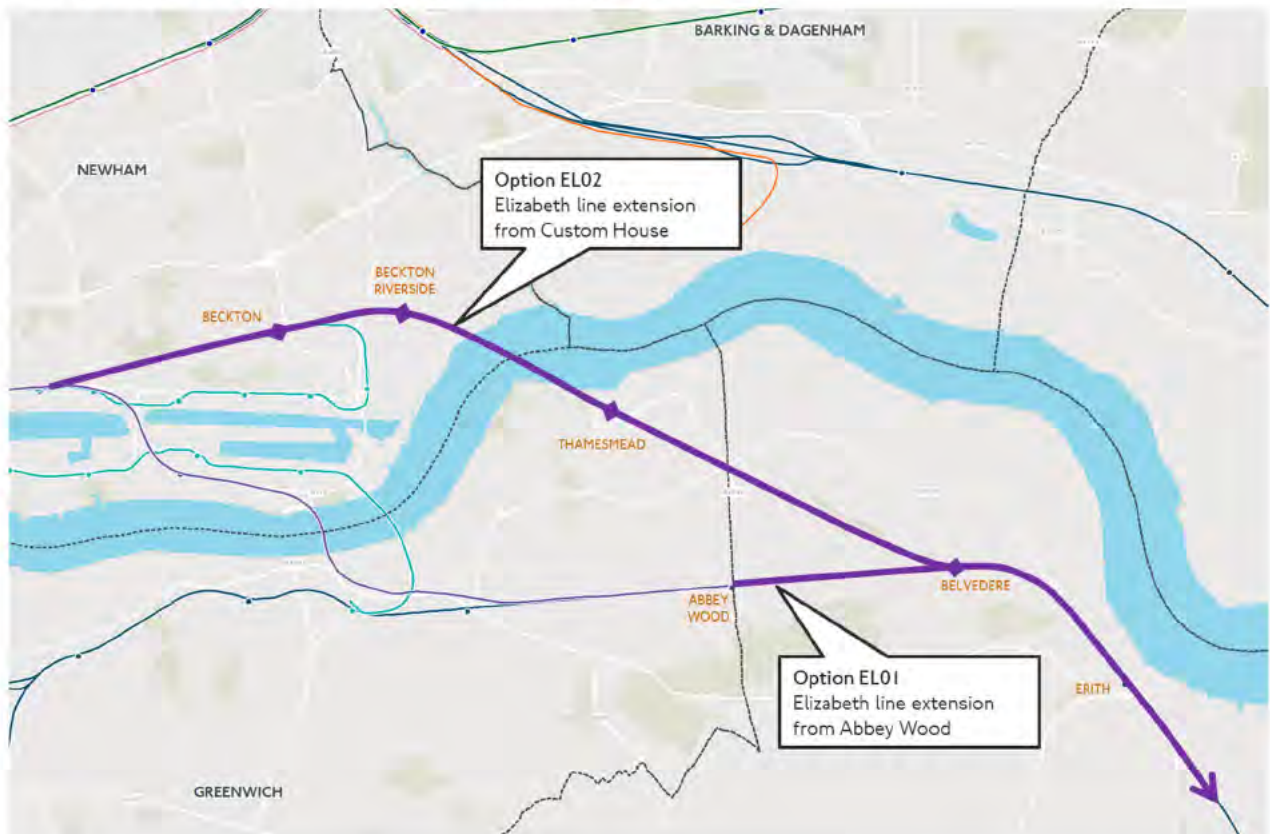 BARKING & DAGENHAM
NEWHAM
Option EL02
Elizabeth line extension
from Custom House
BECKTON
RIVERSIDE
BECKTON
THAMESMEAD
BELVEDERE
ABBEY
WOOD
Option EL01
Elizabeth line extension
from Abbey Wood
ERITH
GREENWICH